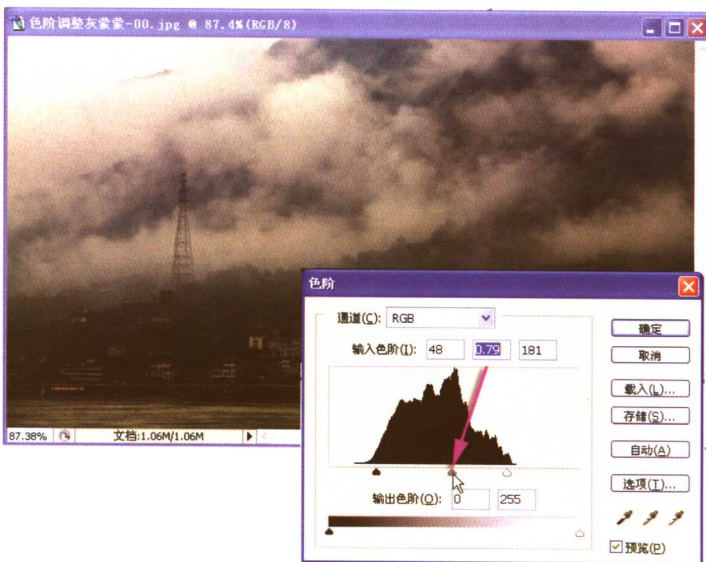 色阶调整灰蒙蒙-00.jpg @ 87.4%(RGB/8)
87.38% 文档:1.06M/1.06M
色阶
通道(C): RGB
输入色阶(I): 48 0.79 181
输出色阶(O): 0 255
确定
取消
载入(L)...
存储(S)...
自动(A)
选项(T)...
预览(P)